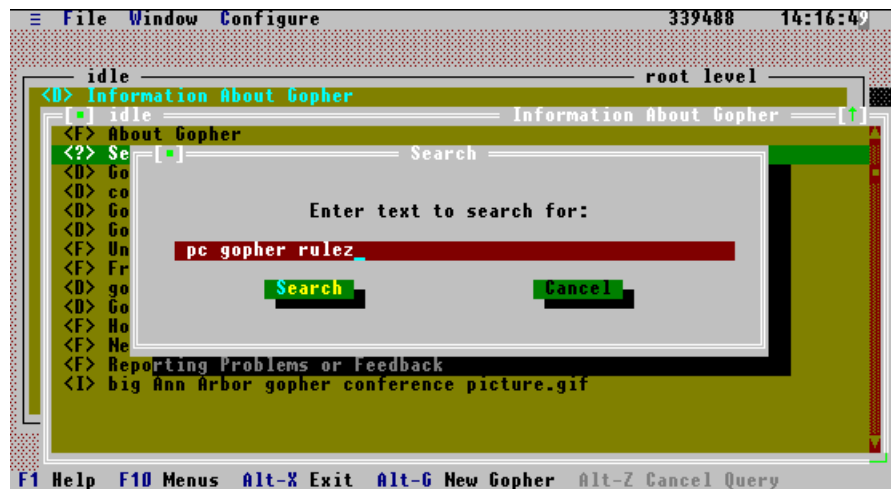 ≡ File Window Configure 339488 14:16:49
idle root level
<D> Information About Gopher
[▪] idle Information About Gopher [↑]
<F> About Gopher
<?> Se
[▪] Search
<D> Go
<D> co
<D> Go
Enter text to search for:
<D> Go
<F> Un
pc gopher rulez_
<F> Fr
<D> go
Search Cancel
<D> Go
<F> Ho
<F> Ne
<F> Reporting Problems or Feedback
<I> big Ann Arbor gopher conference picture.gif
F1 Help F10 Menus Alt-X Exit Alt-G New Gopher Alt-Z Cancel Query